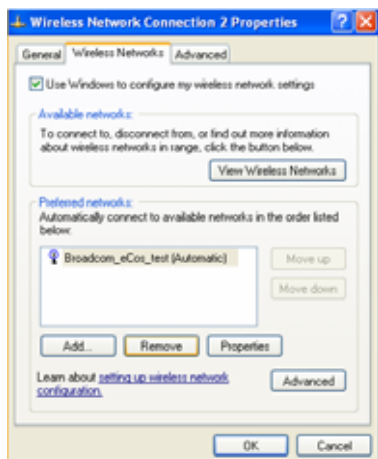 Wireless Network Connection 2 Properties
General Wireless Networks Advanced
Use Windows to configure my wireless network settings
Available networks:
To connect to, disconnect from, or find out more information
about wireless networks in range, click the button below.
View Wireless Networks
Preferred networks:
Automatically connect to available networks in the order listed
below:
Broadcom_eCos_test (Automatic)
Move up
Move down
Add... Remove Properties
Learn about setting up wireless network
configuration.
Advanced
OK Cancel